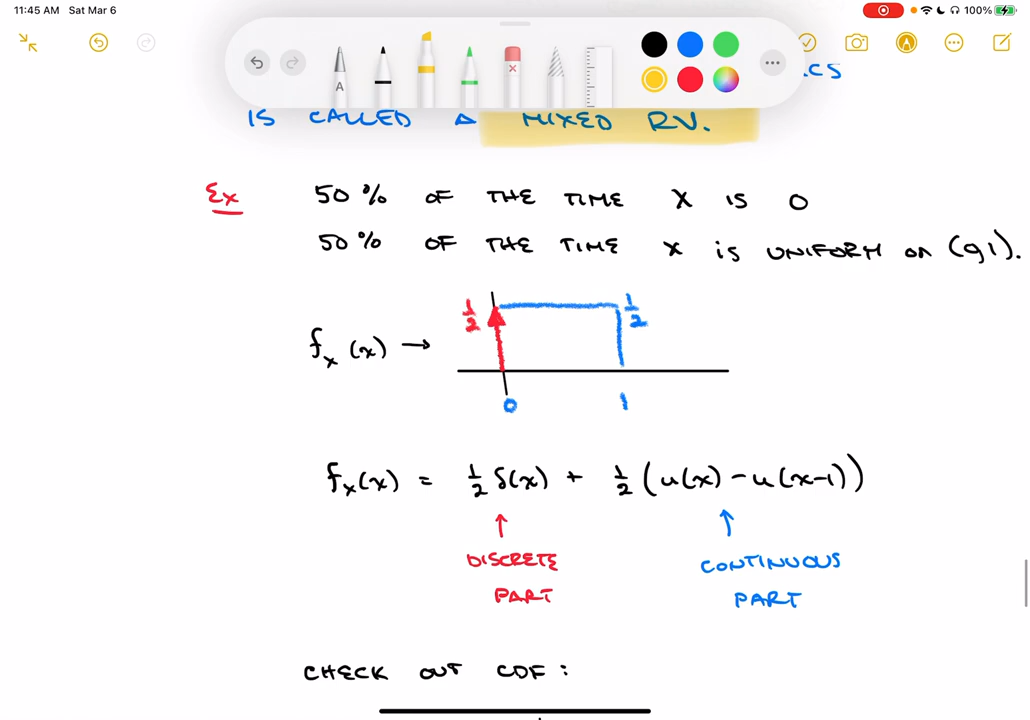 11:45 AM Sat Mar 6
100%
A
IS CALLED A MIXED RV.
Ex 50% OF THE TIME X IS 0
50% OF THE TIME X is UNIFORM on (0,1).
1/2 1/2
f_X(x) →
0 1
f_X(x) = 1/2 δ(x) + 1/2 (u(x) - u(x-1))
↑ ↑
DISCRETE CONTINUOUS
PART PART
CHECK OUT CDF: